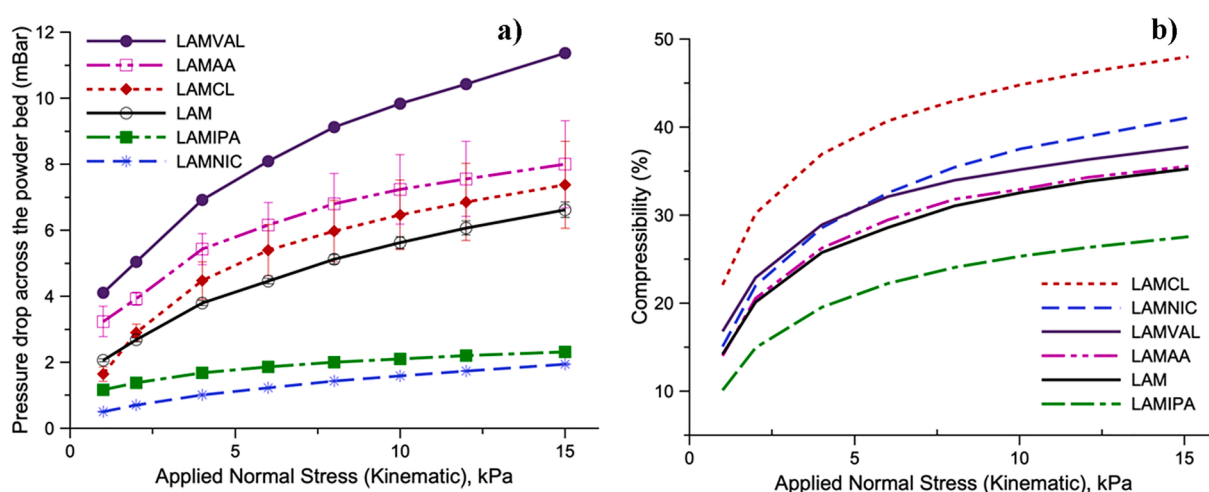 a)
Pressure drop across the powder bed (mBar)
12
10
8
6
4
2
0
LAMVAL
LAMAA
LAMCL
LAM
LAMIPA
LAMNIC
0 5 10 15
Applied Normal Stress (Kinematic), kPa
b)
Compressibility (%)
50
40
30
20
10
LAMCL
LAMNIC
LAMVAL
LAMAA
LAM
LAMIPA
0 5 10 15
Applied Normal Stress (Kinematic), kPa